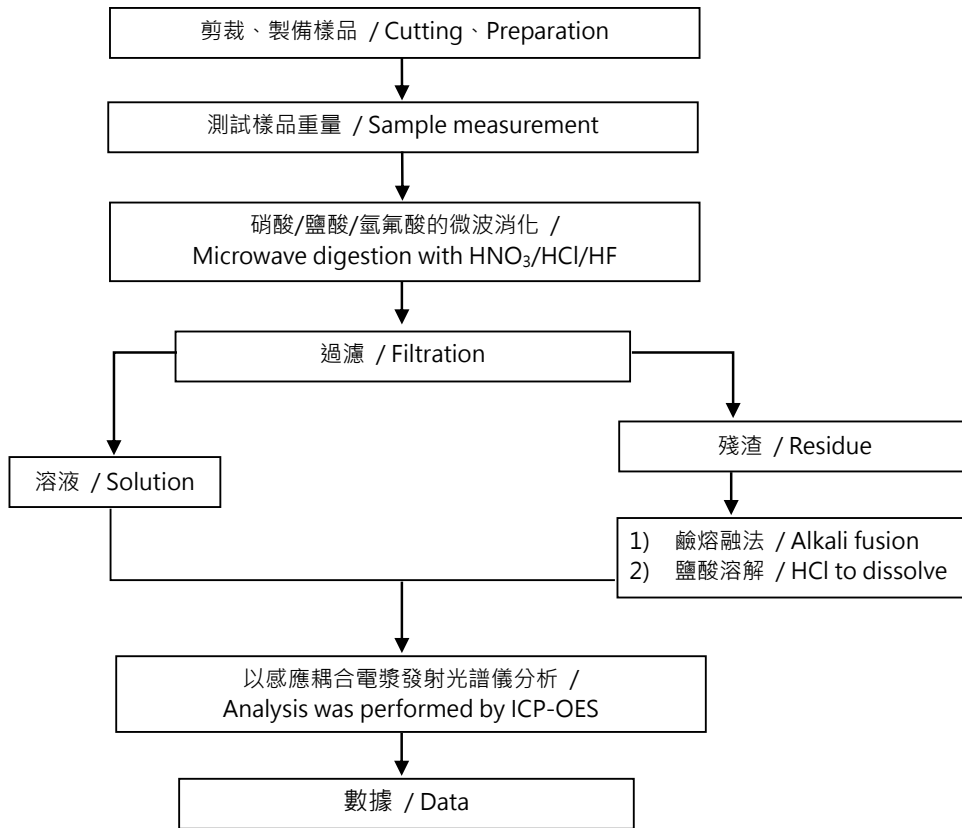 剪裁、製備樣品 / Cutting、Preparation
測試樣品重量 / Sample measurement
硝酸/鹽酸/氫氟酸的微波消化 /
Microwave digestion with HNO₃/HCl/HF
過濾 / Filtration
溶液 / Solution
殘渣 / Residue
1) 鹼熔融法 / Alkali fusion
2) 鹽酸溶解 / HCl to dissolve
以感應耦合電漿發射光譜儀分析 /
Analysis was performed by ICP-OES
數據 / Data